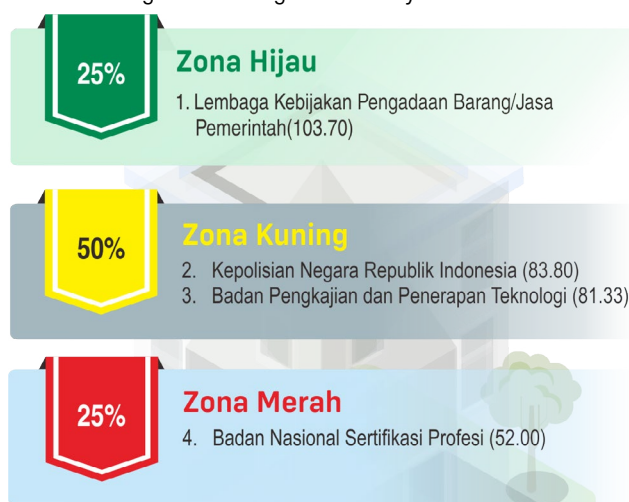 25%
Zona Hijau
1. Lembaga Kebijakan Pengadaan Barang/Jasa
Pemerintah(103.70)
50%
Zona Kuning
2. Kepolisian Negara Republik Indonesia (83.80)
3. Badan Pengkajian dan Penerapan Teknologi (81.33)
25%
Zona Merah
4. Badan Nasional Sertifikasi Profesi (52.00)